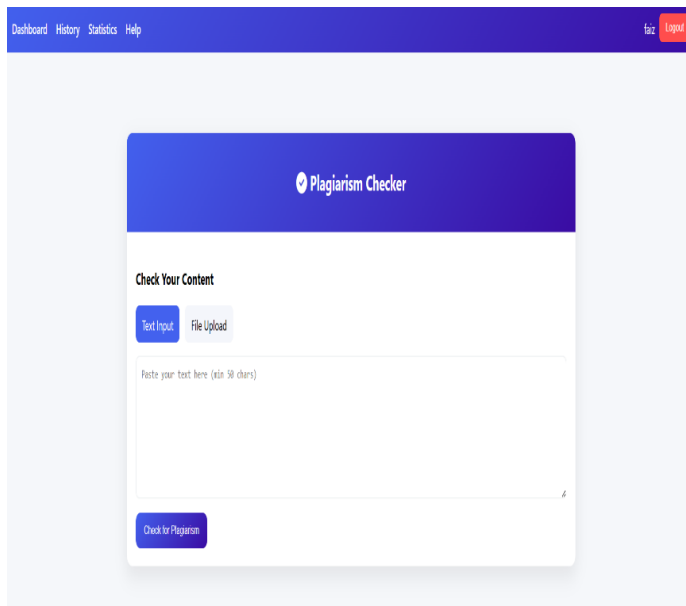 Dashboard History Statistics Help faiz Logout
Plagiarism Checker
Check Your Content
Text Input File Upload
Paste your text here (min 50 chars)
Check for Plagiarism